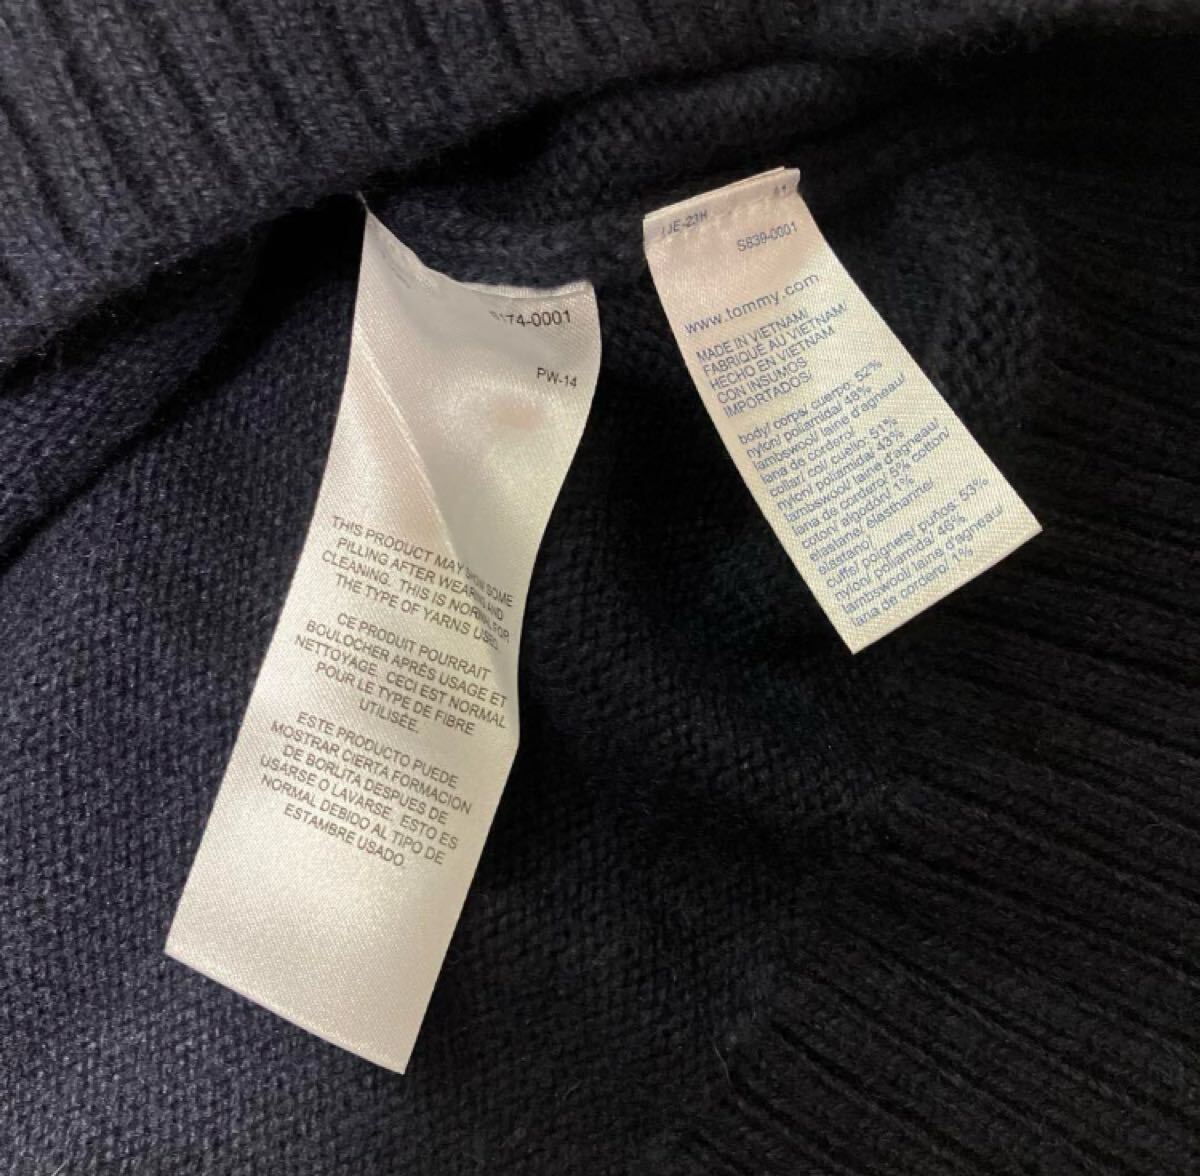 S174-0001
PW-14
THIS PRODUCT MAY SHOW SOME
PILLING AFTER WEARING AND
CLEANING. THIS IS NORMAL FOR
THE TYPE OF YARNS USED.
CE PRODUIT POURRAIT
BOULOCHER APRÈS USAGE ET
NETTOYAGE. CECI EST NORMAL
POUR LE TYPE DE FIBRE
UTILISÉE.
ESTE PRODUCTO PUEDE
MOSTRAR CIERTA FORMACION
DE BORLITA DESPUES DE
USARSE O LAVARSE. ESTO ES
NORMAL DEBIDO AL TIPO DE
ESTAMBRE USADO.
JE-23H
S839-0001
www.tommy.com
MADE IN VIETNAM/
FABRIQUÉ AU VIETNAM/
HECHO EN VIETNAM
CON INSUMOS
IMPORTADOS/
body/ corps/ cuerpo: 52%
nylon/ poliamida/ 48%
lambswool/ laine d'agneau/
lana de cordero/
collar/ col/ cuello: 51%
nylon/ poliamida/ 43%
lambswool/ laine d'agneau/
lana de cordero/ 5% cotton/
coton/ algodón/ 1%
elastane/ élasthanne/
elastano
cuffs/ poignets/ puños: 53%
nylon/ poliamida/ 46%
lambswool/ laine d'agneau/
lana de cordero/ 1%